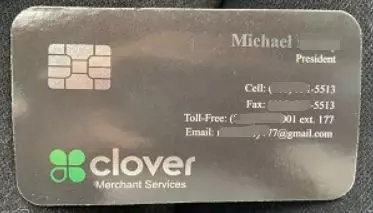 Michael
President
Cell: ( -5513
Fax: -5513
Toll-Free: ( 001 ext. 177
Email: 77@gmail.com
clover
Merchant Services